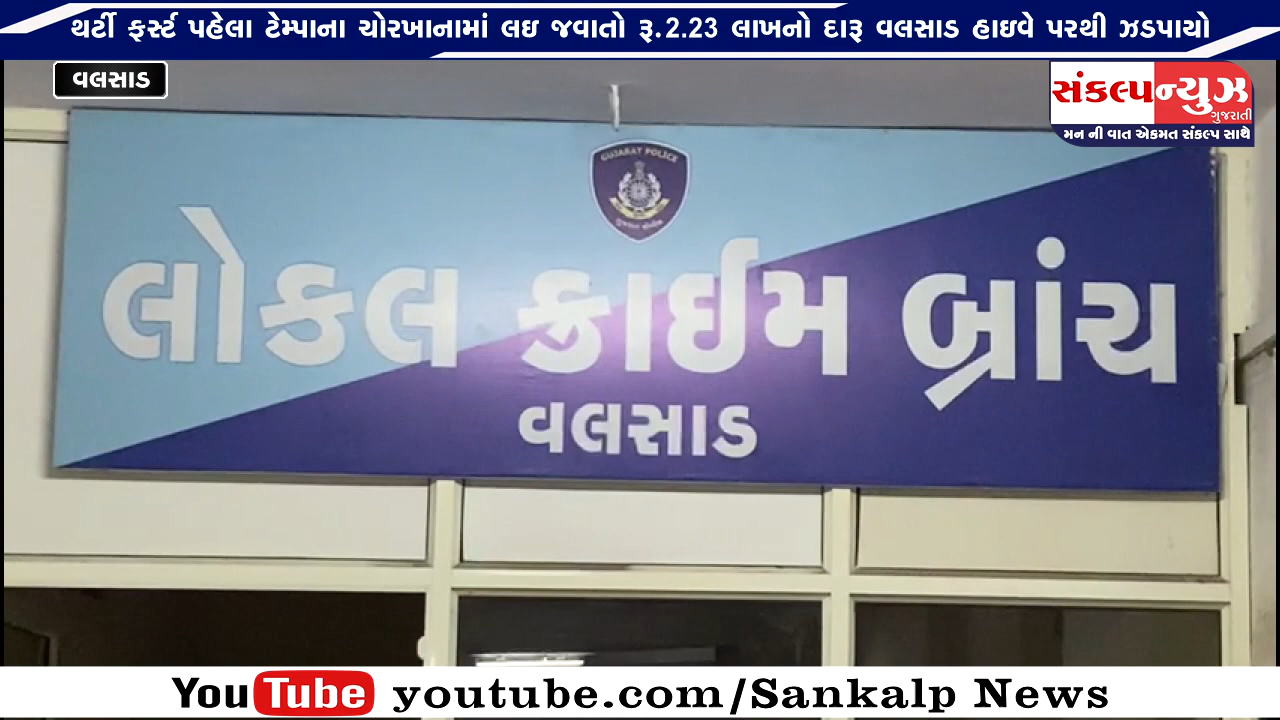 થર્ટી ફર્સ્ટ પહેલા ટેમ્પાના ચોરખાનામાં લઇ જવાતો રૂ.2.23 લાખનો દારૂ વલસાડ હાઇવે પરથી ઝડપાયો
વલસાડ
સંકલ્પન્યુઝ
ગુજરાતી
મન ની વાત એકમત સંકલ્પ સાથે
GUJARAT POLICE
લોકલ ક્રાઈમ બ્રાંચ
વલસાડ
YouTube youtube.com/Sankalp News